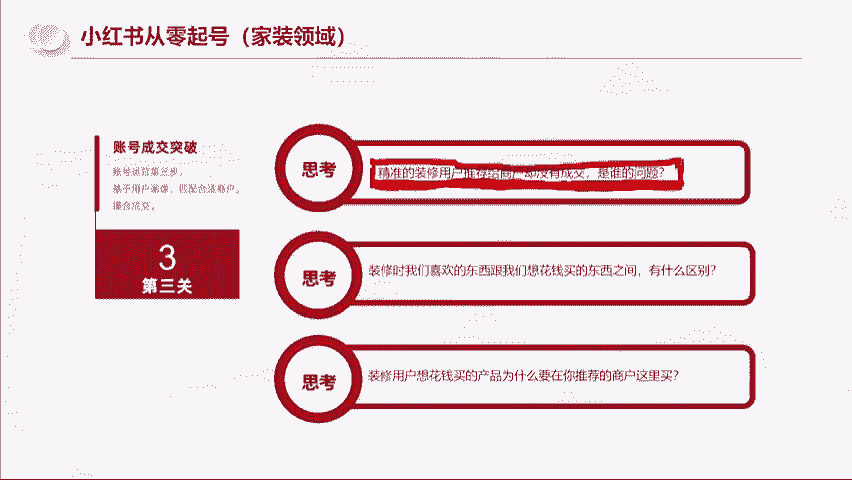 小红书从零起号（家装领域）
账号成交突破
账号运营第三步，
基于用户需求，匹配合适商户，
撮合成交。
3
第三关
思考
精准的装修用户推荐给商户却没有成交，是谁的问题？
思考
装修时我们喜欢的东西跟我们想花钱买的东西之间，有什么区别？
思考
装修用户想花钱买的产品为什么要在你推荐的商户这里买？